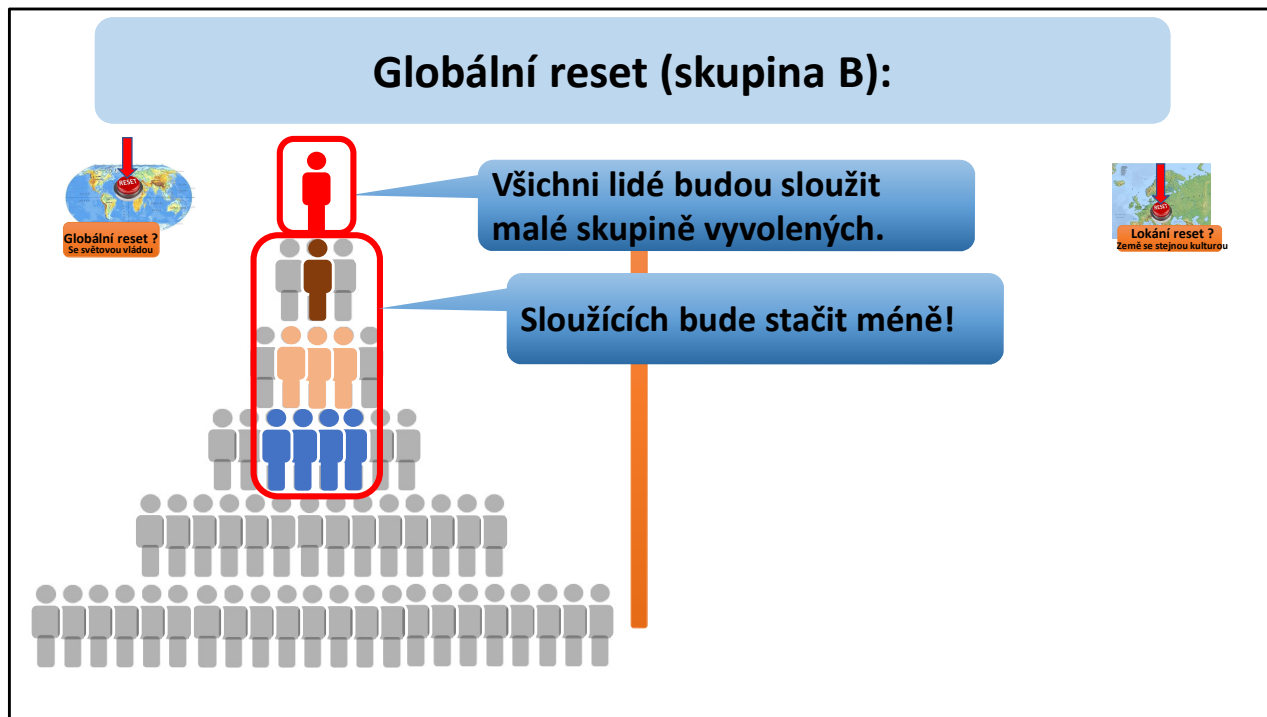 Globální reset (skupina B):
RESET
Globální reset ?
Se světovou vládou
Všichni lidé budou sloužit
malé skupině vyvolených.
Sloužících bude stačit méně!
RESET
Lokání reset ?
Země se stejnou kulturou